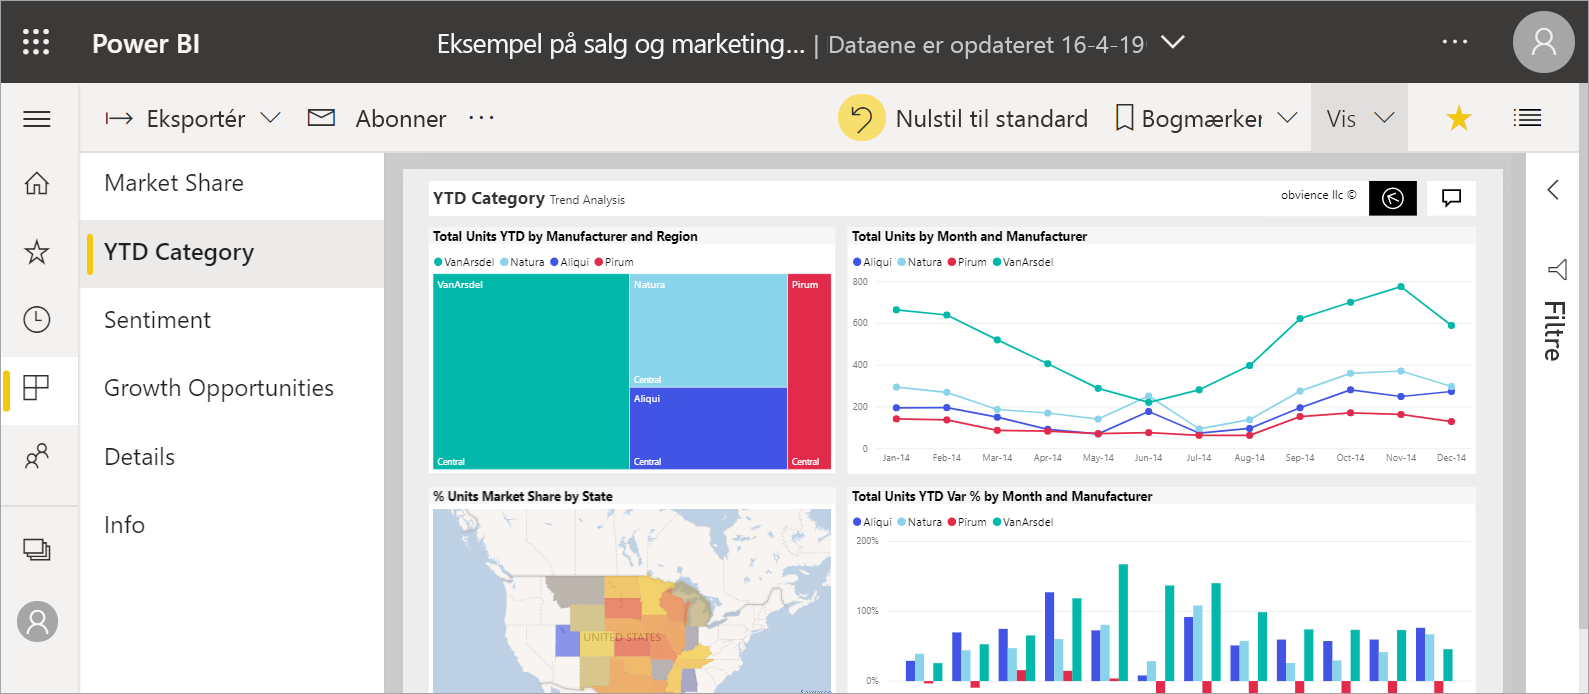 Power BI
Eksempel på salg og marketing... | Dataene er opdateret 16-4-19
Eksportér
Abonner
Nulstil til standard
Bogmærker
Vis
Market Share
YTD Category
Sentiment
Growth Opportunities
Details
Info
YTD Category Trend Analysis
obvience llc ©
Total Units YTD by Manufacturer and Region
VanArsdel Natura Aliqui Pirum
VanArsdel
Natura
Pirum
Central
Aliqui
Central
Central
Central
Total Units by Month and Manufacturer
Aliqui Natura Pirum VanArsdel
800
600
400
200
0
Jan-14 Feb-14 Mar-14 Apr-14 May-14 Jun-14 Jul-14 Aug-14 Sep-14 Oct-14 Nov-14 Dec-14
% Units Market Share by State
UNITED STATES
Total Units YTD Var % by Month and Manufacturer
Aliqui Natura Pirum VanArsdel
200%
100%
0%
Filtre